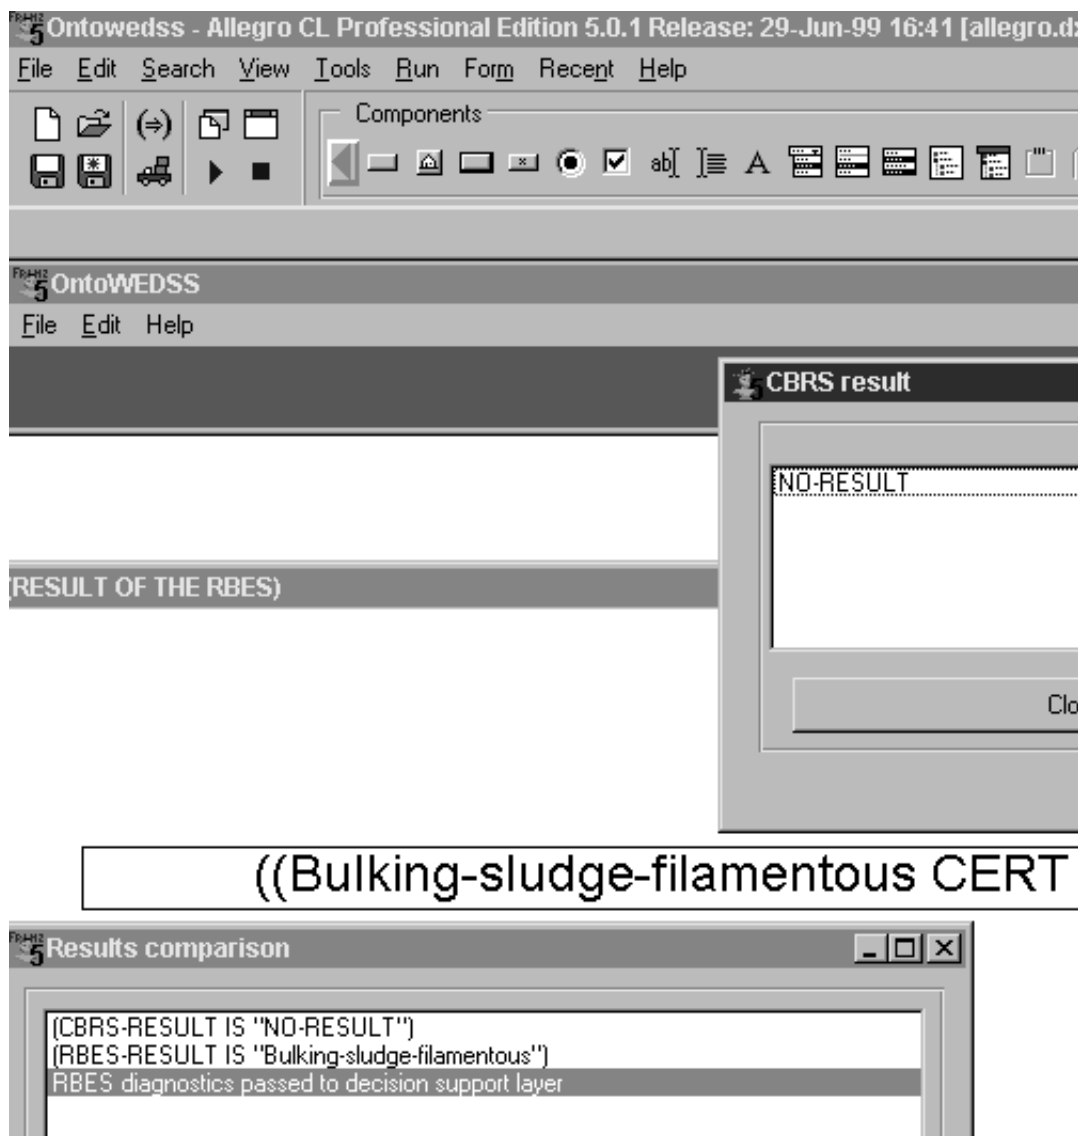 Ontowedss - Allegro CL Professional Edition 5.0.1 Release: 29-Jun-99 16:41 [allegro.d
File Edit Search View Tools Run Form Recent Help
Components
ab A
OntoWEDSS
File Edit Help
CBRS result
NO-RESULT
(RESULT OF THE RBES)
Clo
((Bulking-sludge-filamentous CERT
Results comparison
(CBRS-RESULT IS "NO-RESULT")
(RBES-RESULT IS "Bulking-sludge-filamentous")
RBES diagnostics passed to decision support layer